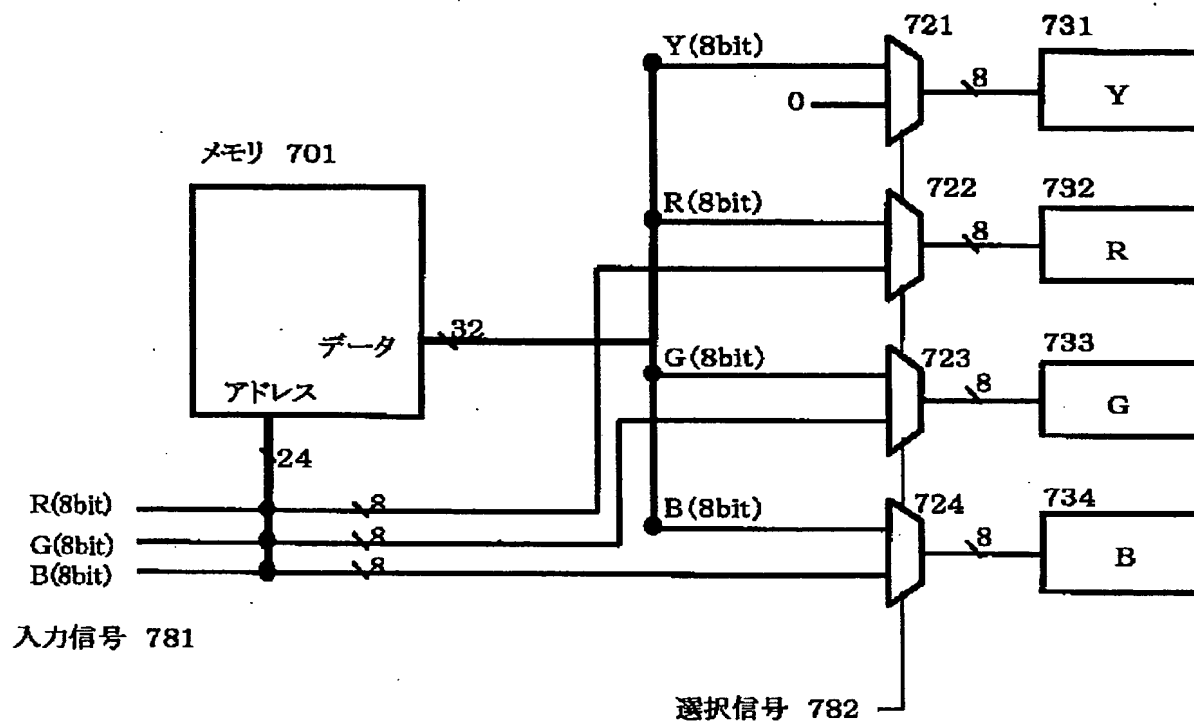 721
731
Y(8bit)
8
Y
0
メモリ 701
722
732
R(8bit)
8
R
データ
32
723
733
G(8bit)
8
G
アドレス
24
724
734
B(8bit)
8
B
R(8bit)
8
G(8bit)
8
B(8bit)
8
入力信号 781
選択信号 782